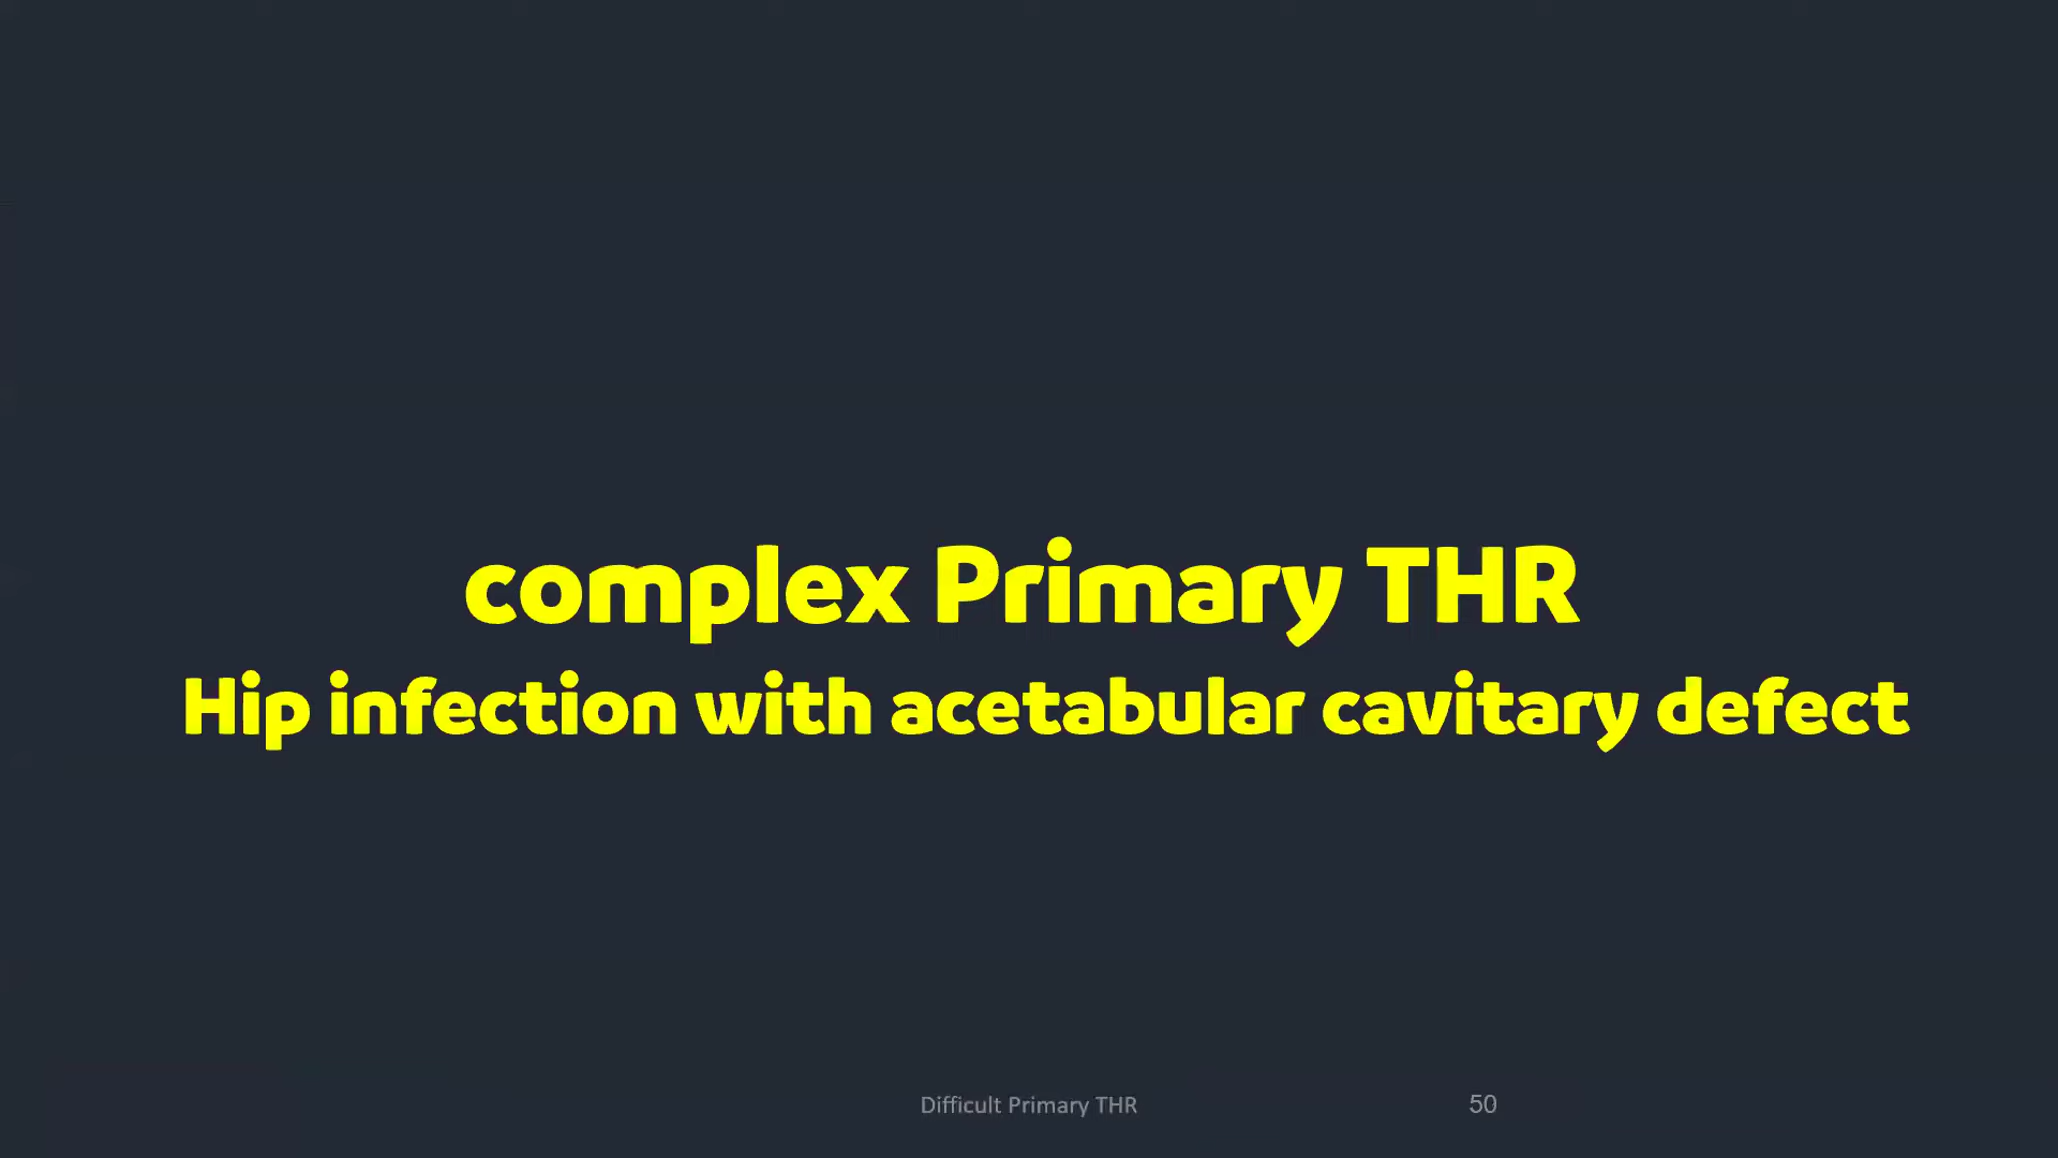 complex Primary THR
Hip infection with acetabular cavitary defect
Difficult Primary THR
50